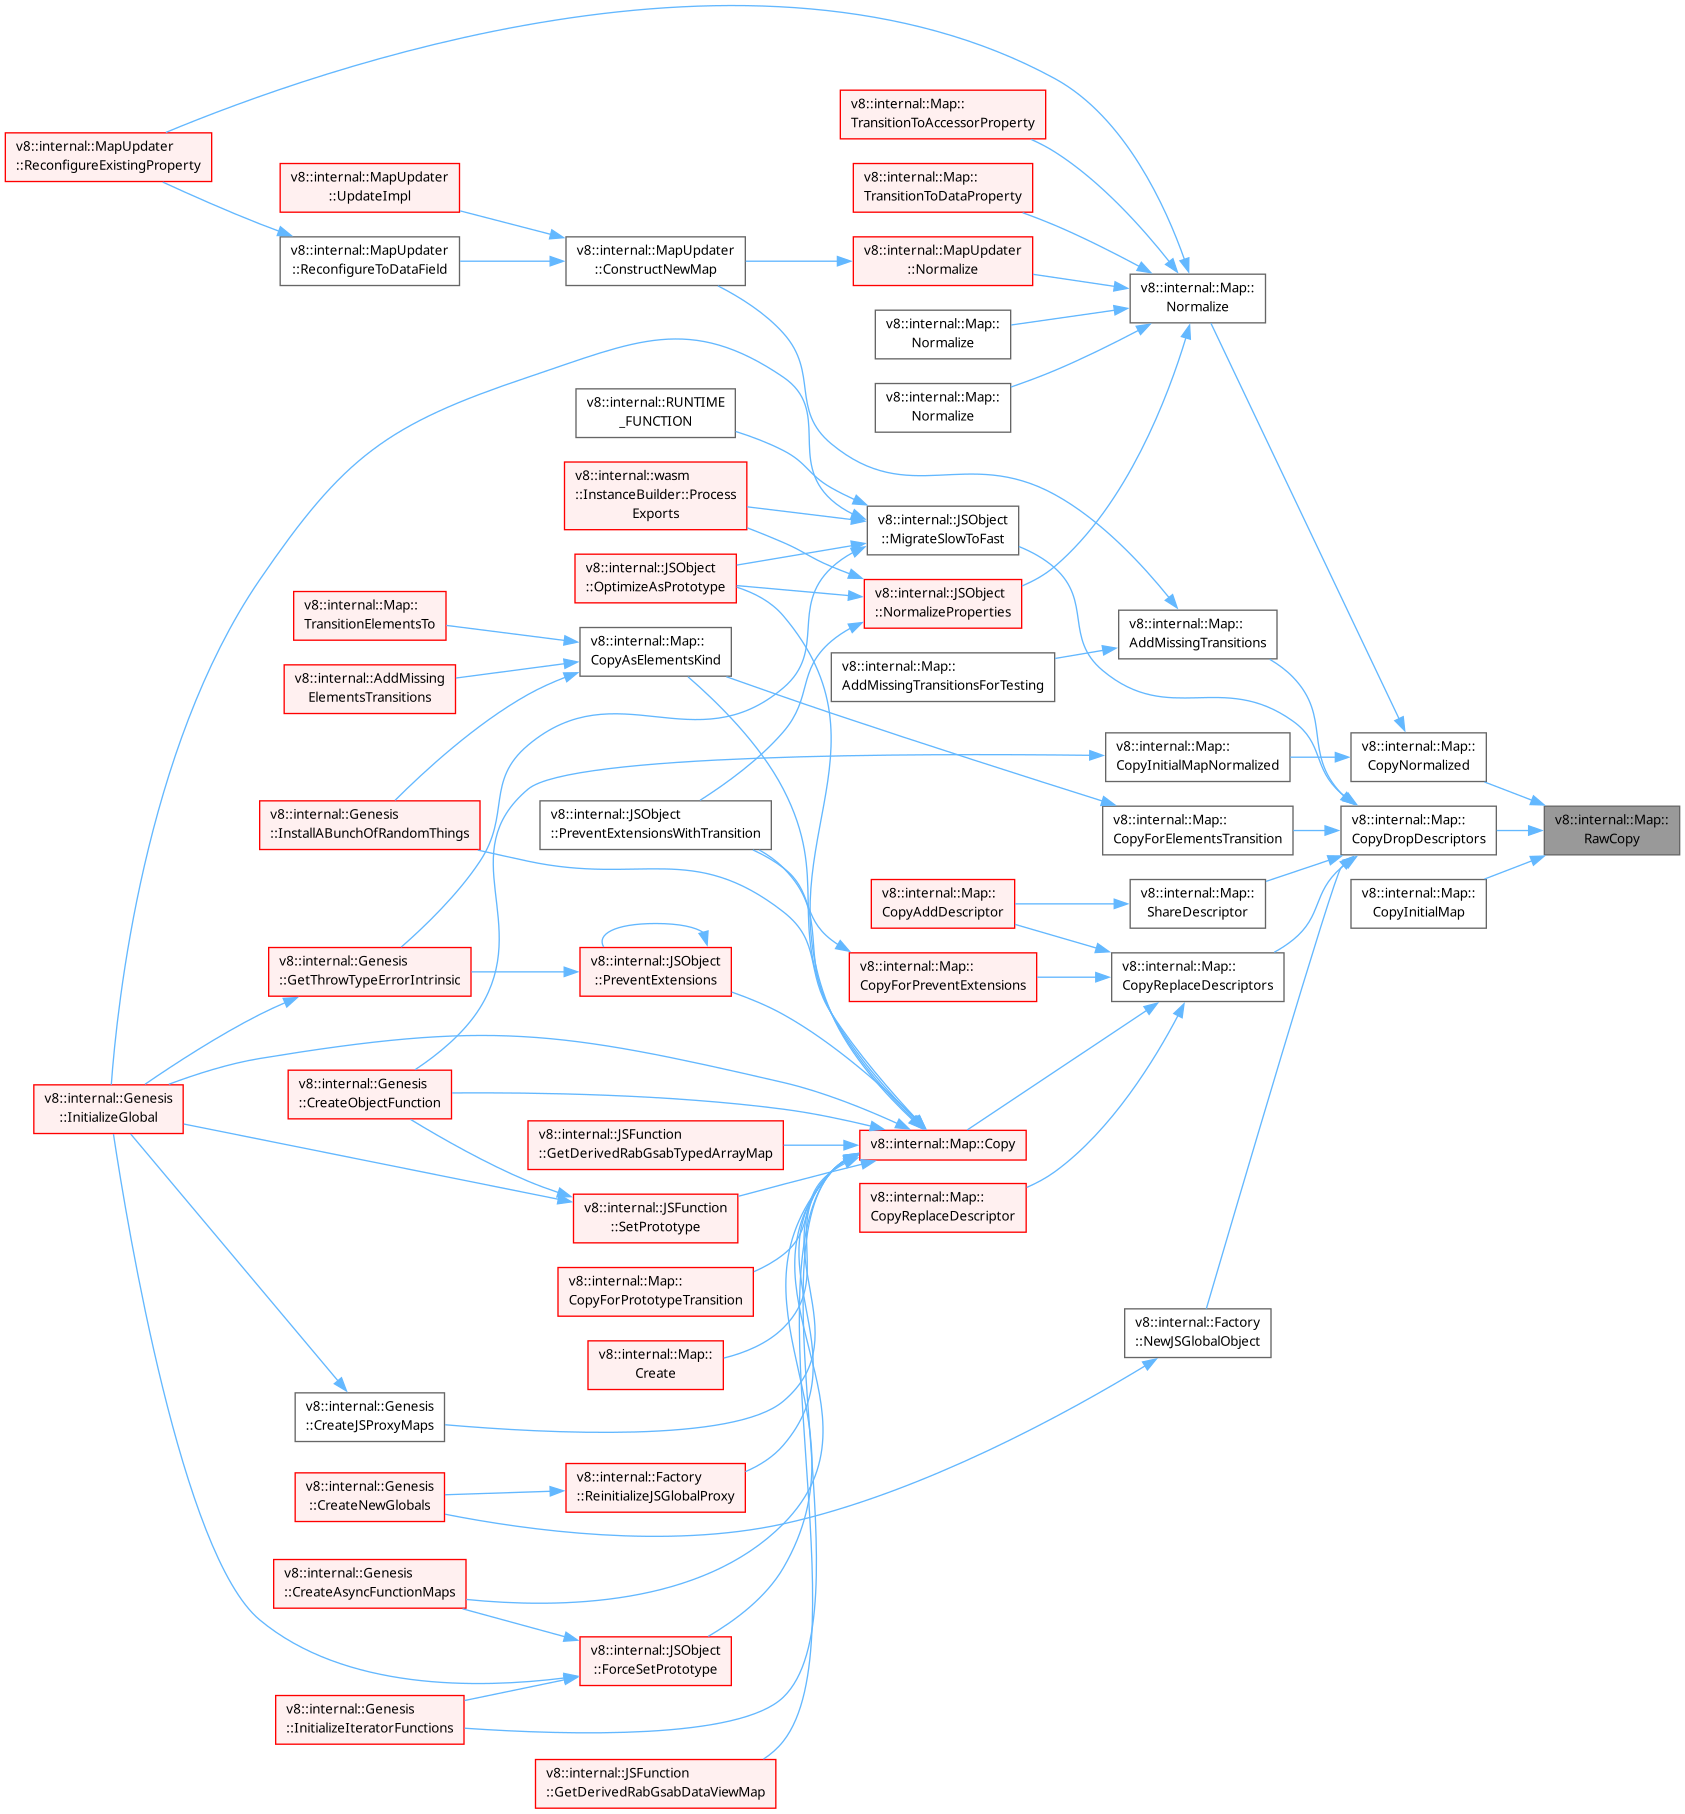 v8::internal::Map::
TransitionToAccessorProperty
v8::internal::MapUpdater
::ReconfigureExistingProperty
v8::internal::MapUpdater
::UpdateImpl
v8::internal::Map::
TransitionToDataProperty
v8::internal::MapUpdater
::ReconfigureToDataField
v8::internal::MapUpdater
::ConstructNewMap
v8::internal::MapUpdater
::Normalize
v8::internal::Map::
Normalize
v8::internal::Map::
Normalize
v8::internal::Map::
Normalize
v8::internal::RUNTIME
_FUNCTION
v8::internal::wasm
::InstanceBuilder::Process
Exports
v8::internal::JSObject
::MigrateSlowToFast
v8::internal::JSObject
::OptimizeAsPrototype
v8::internal::JSObject
::NormalizeProperties
v8::internal::Map::
TransitionElementsTo
v8::internal::Map::
CopyAsElementsKind
v8::internal::Map::
AddMissingTransitions
v8::internal::AddMissing
ElementsTransitions
v8::internal::Map::
AddMissingTransitionsForTesting
v8::internal::Map::
CopyInitialMapNormalized
v8::internal::Map::
CopyNormalized
v8::internal::Genesis
::InstallABunchOfRandomThings
v8::internal::JSObject
::PreventExtensionsWithTransition
v8::internal::Map::
CopyForElementsTransition
v8::internal::Map::
CopyDropDescriptors
v8::internal::Map::
RawCopy
v8::internal::Map::
CopyAddDescriptor
v8::internal::Map::
ShareDescriptor
v8::internal::Map::
CopyInitialMap
v8::internal::Genesis
::GetThrowTypeErrorIntrinsic
v8::internal::JSObject
::PreventExtensions
v8::internal::Map::
CopyForPreventExtensions
v8::internal::Map::
CopyReplaceDescriptors
v8::internal::Genesis
::InitializeGlobal
v8::internal::Genesis
::CreateObjectFunction
v8::internal::JSFunction
::GetDerivedRabGsabTypedArrayMap
v8::internal::Map::Copy
v8::internal::JSFunction
::SetPrototype
v8::internal::Map::
CopyReplaceDescriptor
v8::internal::Map::
CopyForPrototypeTransition
v8::internal::Factory
::NewJSGlobalObject
v8::internal::Map::
Create
v8::internal::Genesis
::CreateJSProxyMaps
v8::internal::Genesis
::CreateNewGlobals
v8::internal::Factory
::ReinitializeJSGlobalProxy
v8::internal::Genesis
::CreateAsyncFunctionMaps
v8::internal::JSObject
::ForceSetPrototype
v8::internal::Genesis
::InitializeIteratorFunctions
v8::internal::JSFunction
::GetDerivedRabGsabDataViewMap